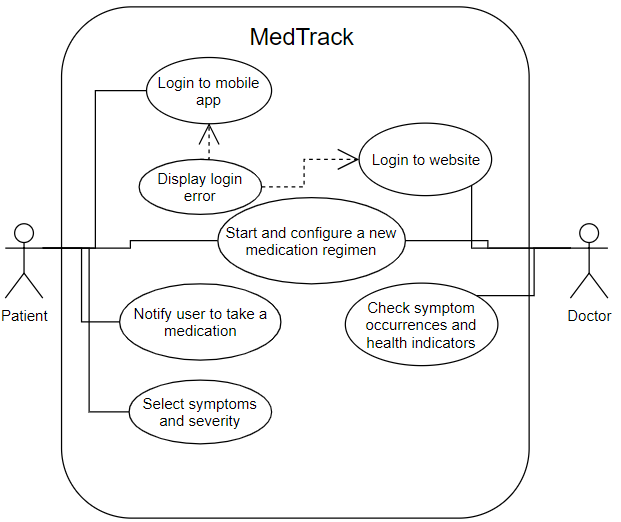 MedTrack
Login to mobile
app
Login to website
Display login
error
Start and configure a new
medication regimen
Patient
Notify user to take a
medication
Check symptom
occurrences and
health indicators
Doctor
Select symptoms
and severity